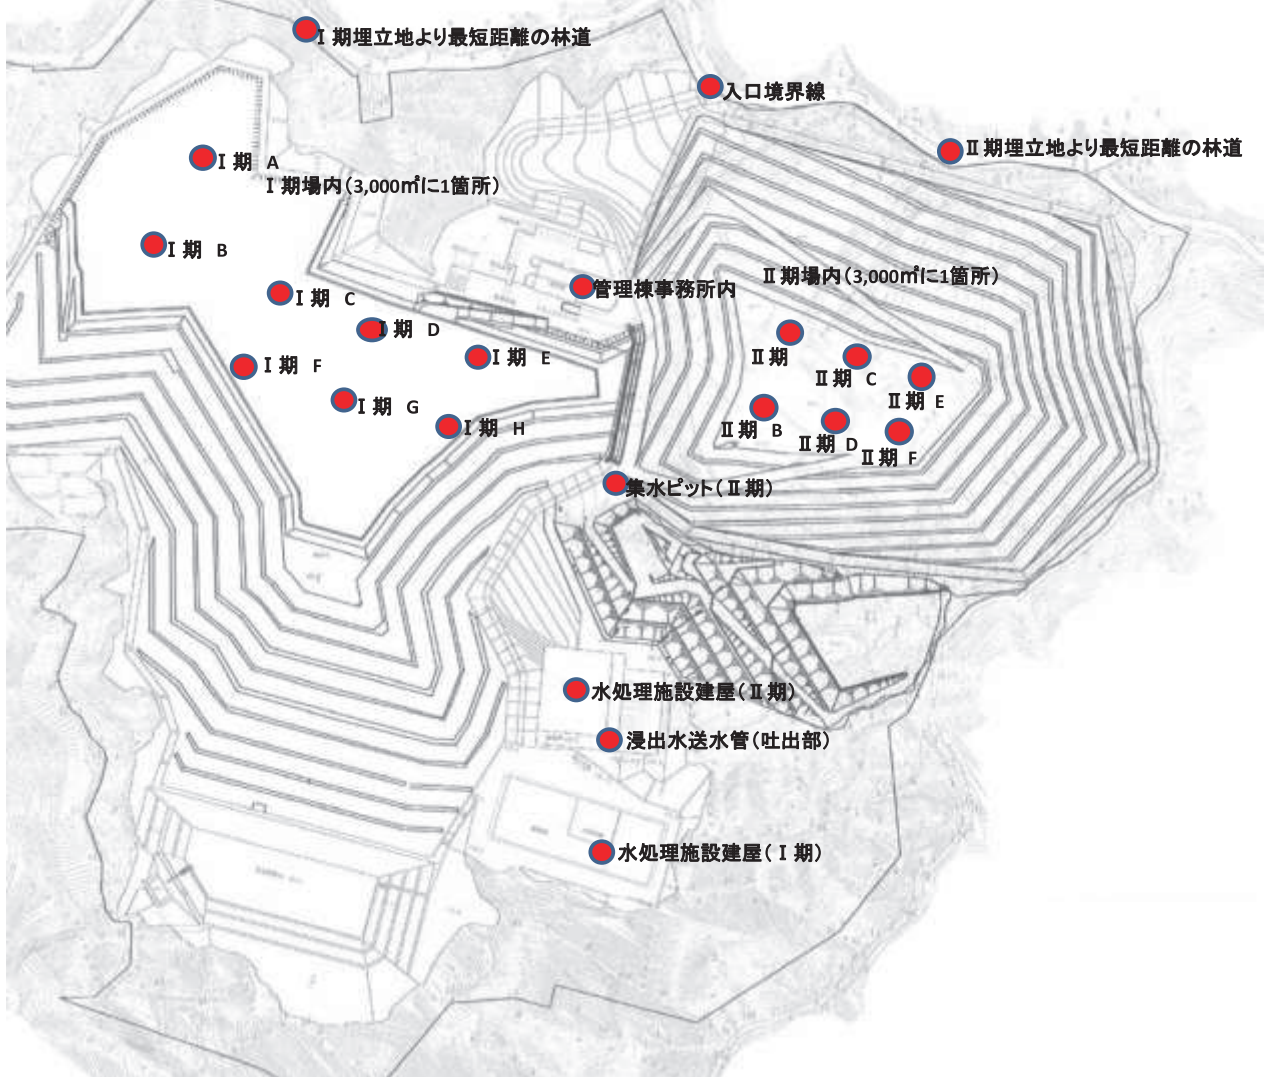 Ⅰ期埋立地より最短距離の林道
入口境界線
Ⅱ期埋立地より最短距離の林道
Ⅰ期 A
Ⅰ期場内（3,000㎡に1箇所）
Ⅰ期 B
Ⅱ期場内（3,000㎡に1箇所）
管理棟事務所内
Ⅰ期 C
Ⅰ期 D
Ⅰ期 E
Ⅱ期
Ⅰ期 F
Ⅱ期 C
Ⅱ期 E
Ⅰ期 G
Ⅰ期 H
Ⅱ期 B
Ⅱ期 D
Ⅱ期 F
集水ピット（Ⅱ期）
水処理施設建屋（Ⅱ期）
浸出水送水管（吐出部）
水処理施設建屋（Ⅰ期）